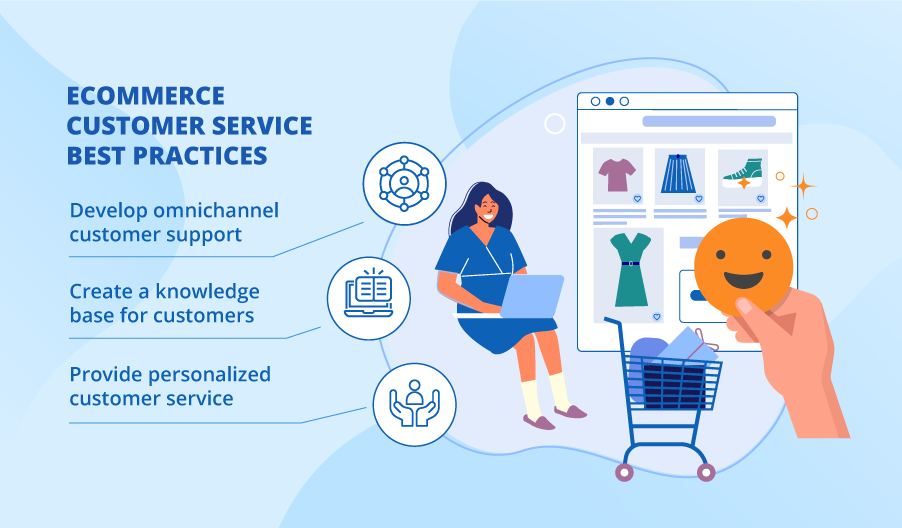 ECOMMERCE
CUSTOMER SERVICE
BEST PRACTICES
Develop omnichannel
customer support
Create a knowledge
base for customers
Provide personalized
customer service